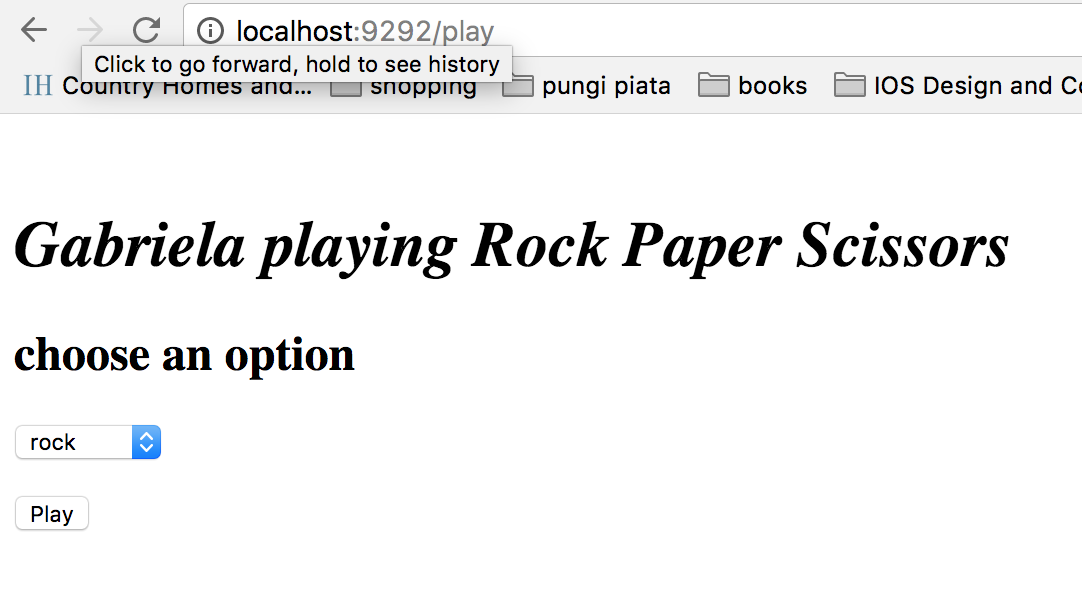 localhost:9292/play
Click to go forward, hold to see history
IH Country Homes and... shopping pungi piata books IOS Design and Co
Gabriela playing Rock Paper Scissors
choose an option
rock
Play